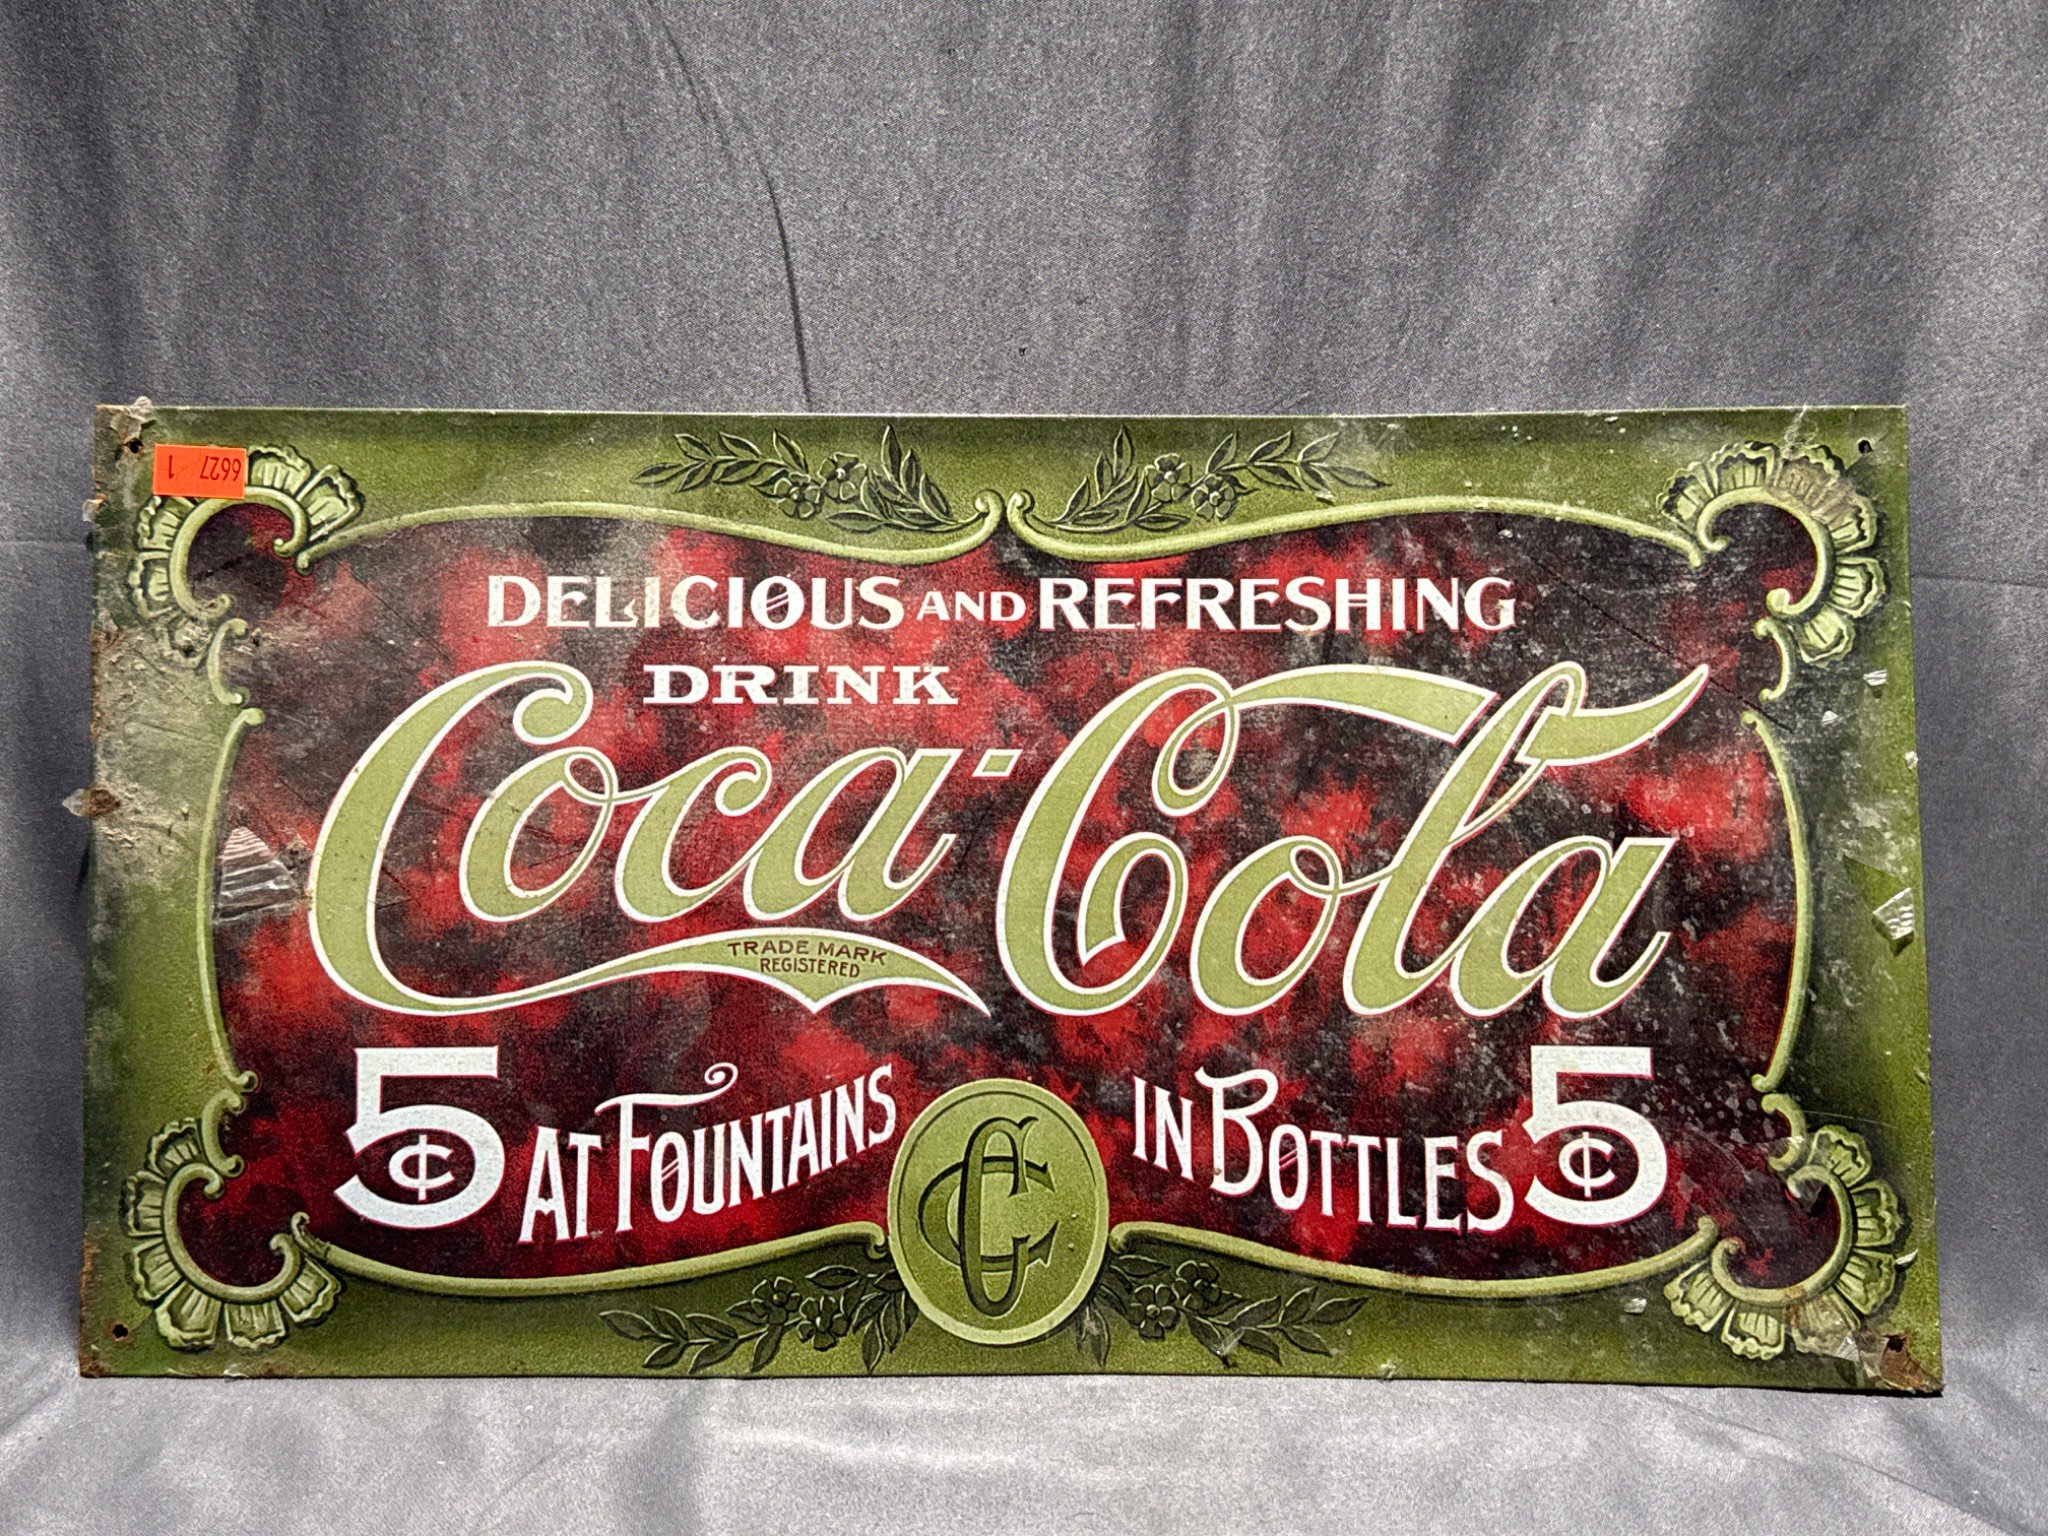 6627 1
DELICIOUS AND REFRESHING
DRINK
Coca-Cola
TRADE MARK
REGISTERED
5¢ AT FOUNTAINS IN BOTTLES 5¢
CC